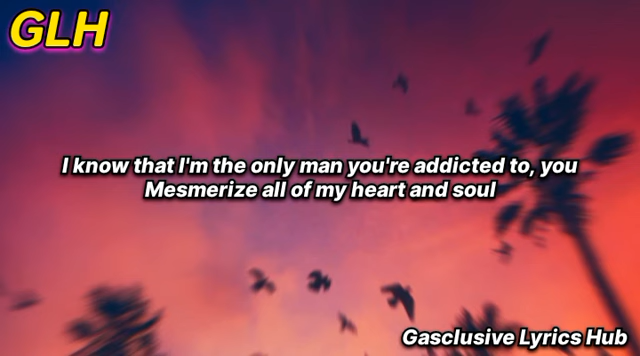 GLH
I know that I'm the only man you're addicted to, you
Mesmerize all of my heart and soul
Gasclusive Lyrics Hub